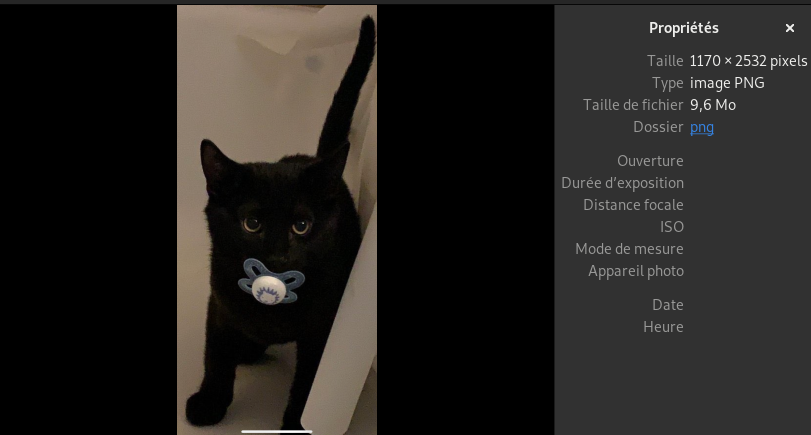 Propriétés ×
Taille 1170 × 2532 pixels
Type image PNG
Taille de fichier 9,6 Mo
Dossier png
Ouverture
Durée d’exposition
Distance focale
ISO
Mode de mesure
Appareil photo
Date
Heure